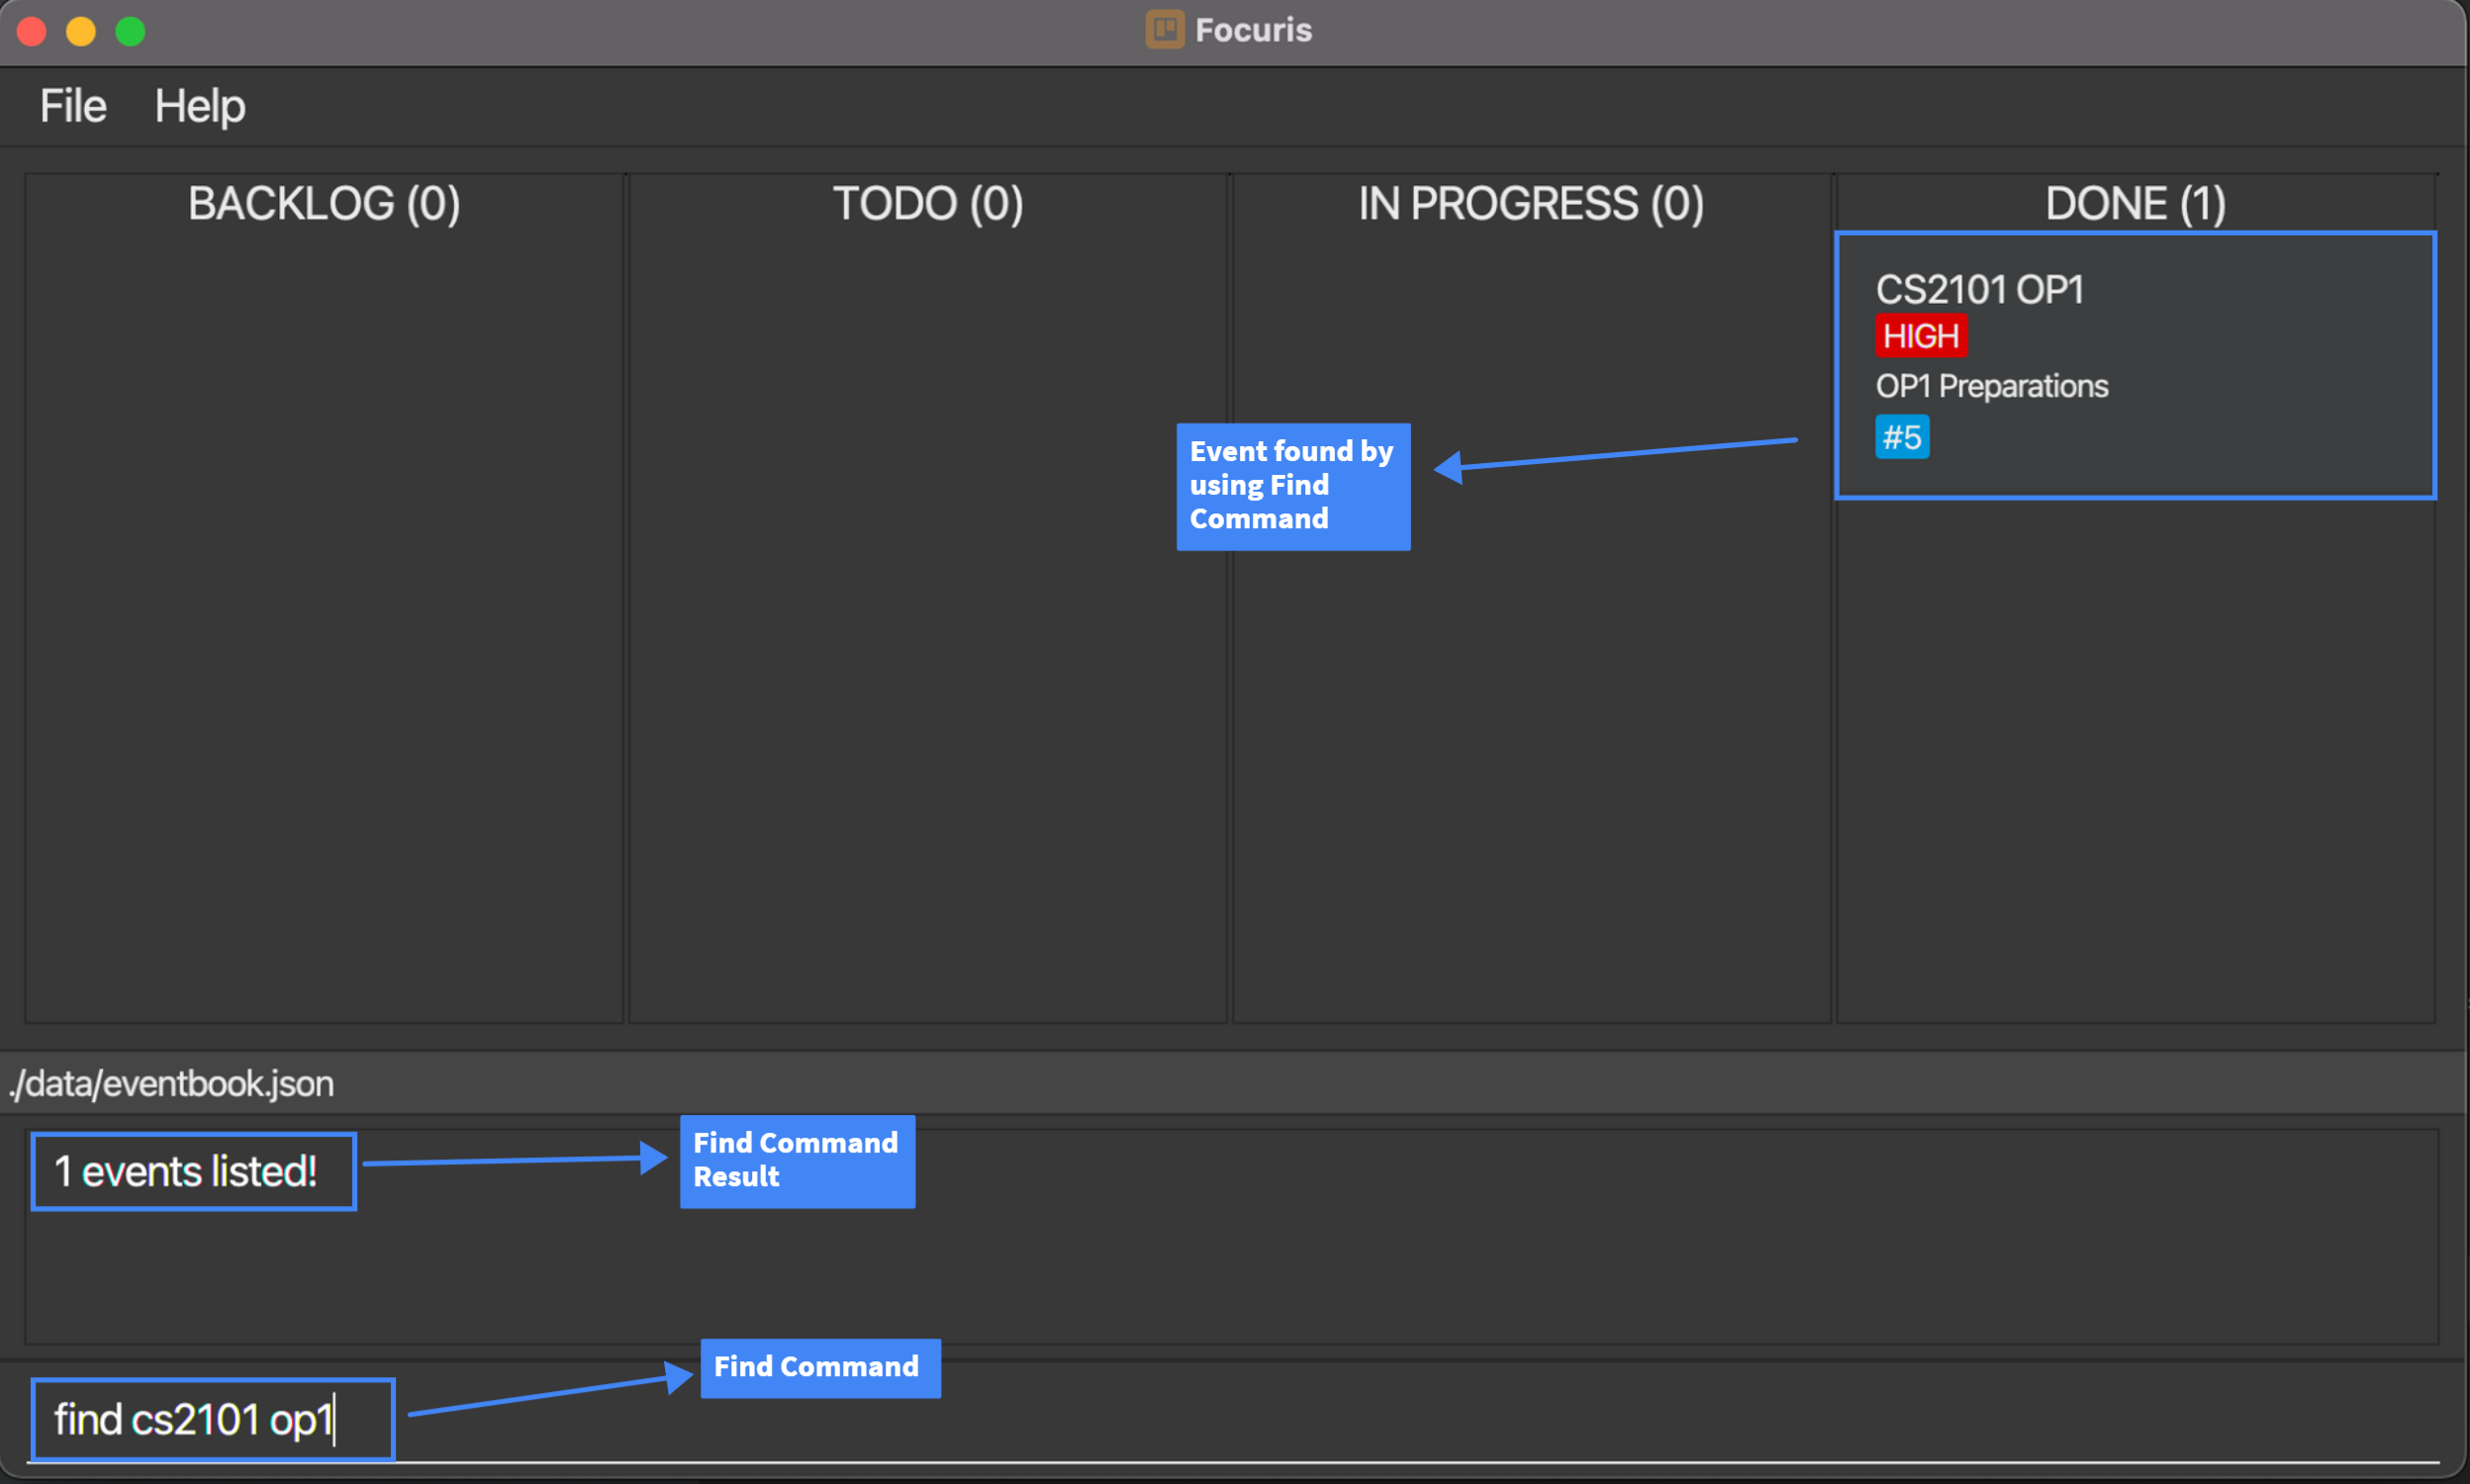 Focuris
File Help
BACKLOG (0)
TODO (0)
IN PROGRESS (0)
DONE (1)
CS2101 OP1
HIGH
OP1 Preparations
#5
Event found by
using Find
Command
./data/eventbook.json
1 events listed!
Find Command
Result
Find Command
find cs2101 op1